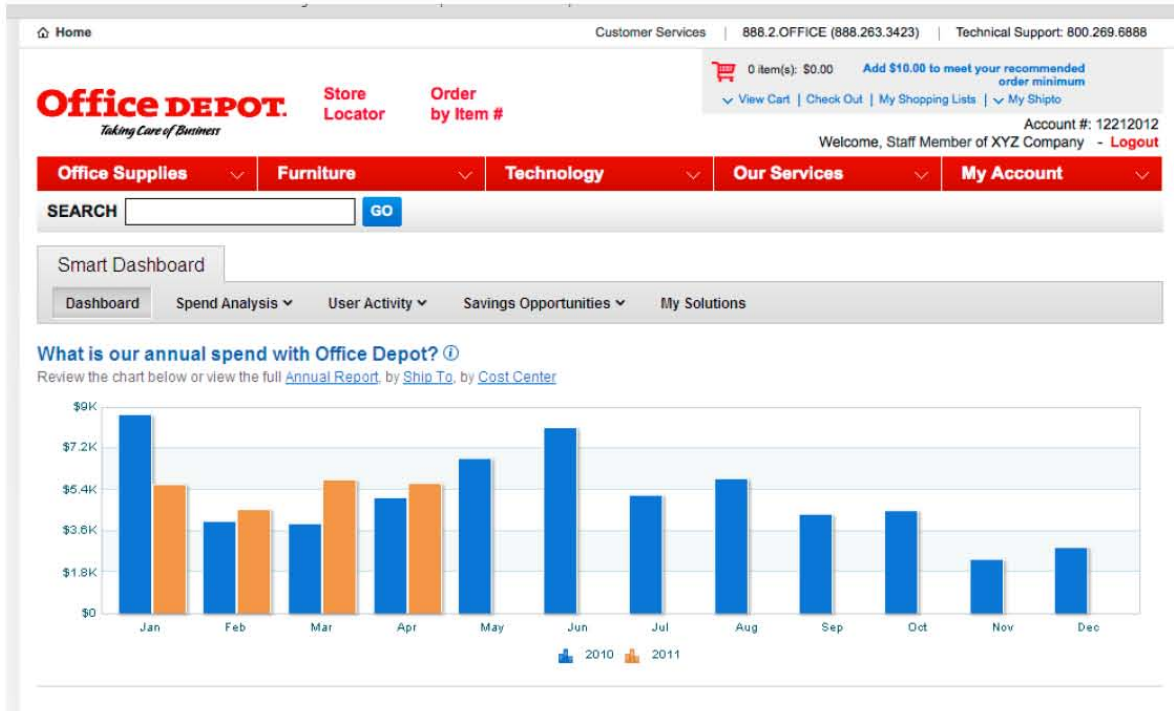 Home
Customer Services | 888.2.OFFICE (888.263.3423) | Technical Support: 800.269.6888
0 item(s): $0.00 Add $10.00 to meet your recommended
order minimum
View Cart | Check Out | My Shopping Lists | My Shipto
Office DEPOT.
Taking Care of Business
Store
Locator
Order
by Item #
Account #: 12212012
Welcome, Staff Member of XYZ Company - Logout
Office Supplies Furniture Technology Our Services My Account
SEARCH GO
Smart Dashboard
Dashboard Spend Analysis User Activity Savings Opportunities My Solutions
What is our annual spend with Office Depot?
Review the chart below or view the full Annual Report, by Ship To, by Cost Center
$9K
$7.2K
$5.4K
$3.6K
$1.8K
$0
Jan Feb Mar Apr May Jun Jul Aug Sep Oct Nov Dec
2010 2011